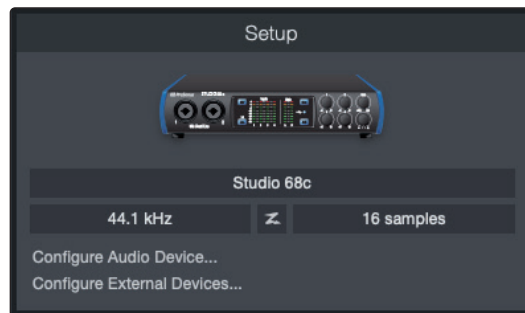 Setup
Studio 68c
44.1 kHz
16 samples
Configure Audio Device...
Configure External Devices...